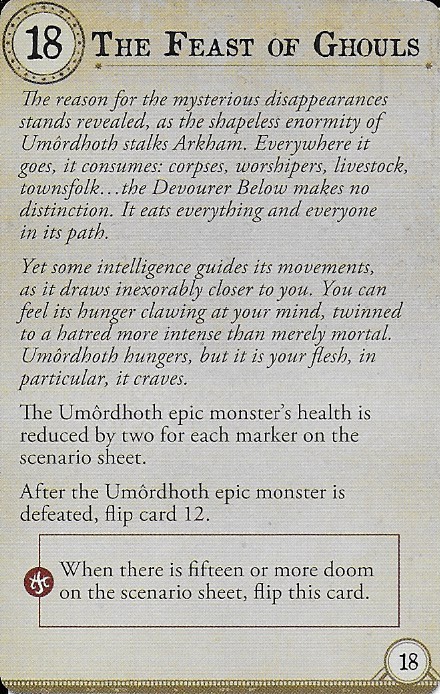 18 The Feast of Ghouls
The reason for the mysterious disappearances
stands revealed, as the shapeless enormity of
Umôrdhoth stalks Arkham. Everywhere it
goes, it consumes: corpses, worshipers, livestock,
townsfolk…the Devourer Below makes no
distinction. It eats everything and everyone
in its path.
Yet some intelligence guides its movements,
as it draws inexorably closer to you. You can
feel its hunger clawing at your mind, twinned
to a hatred more intense than merely mortal.
Umôrdhoth hungers, but it is your flesh, in
particular, it craves.
The Umôrdhoth epic monster's health is
reduced by two for each marker on the
scenario sheet.
After the Umôrdhoth epic monster is
defeated, flip card 12.
When there is fifteen or more doom
on the scenario sheet, flip this card.
18